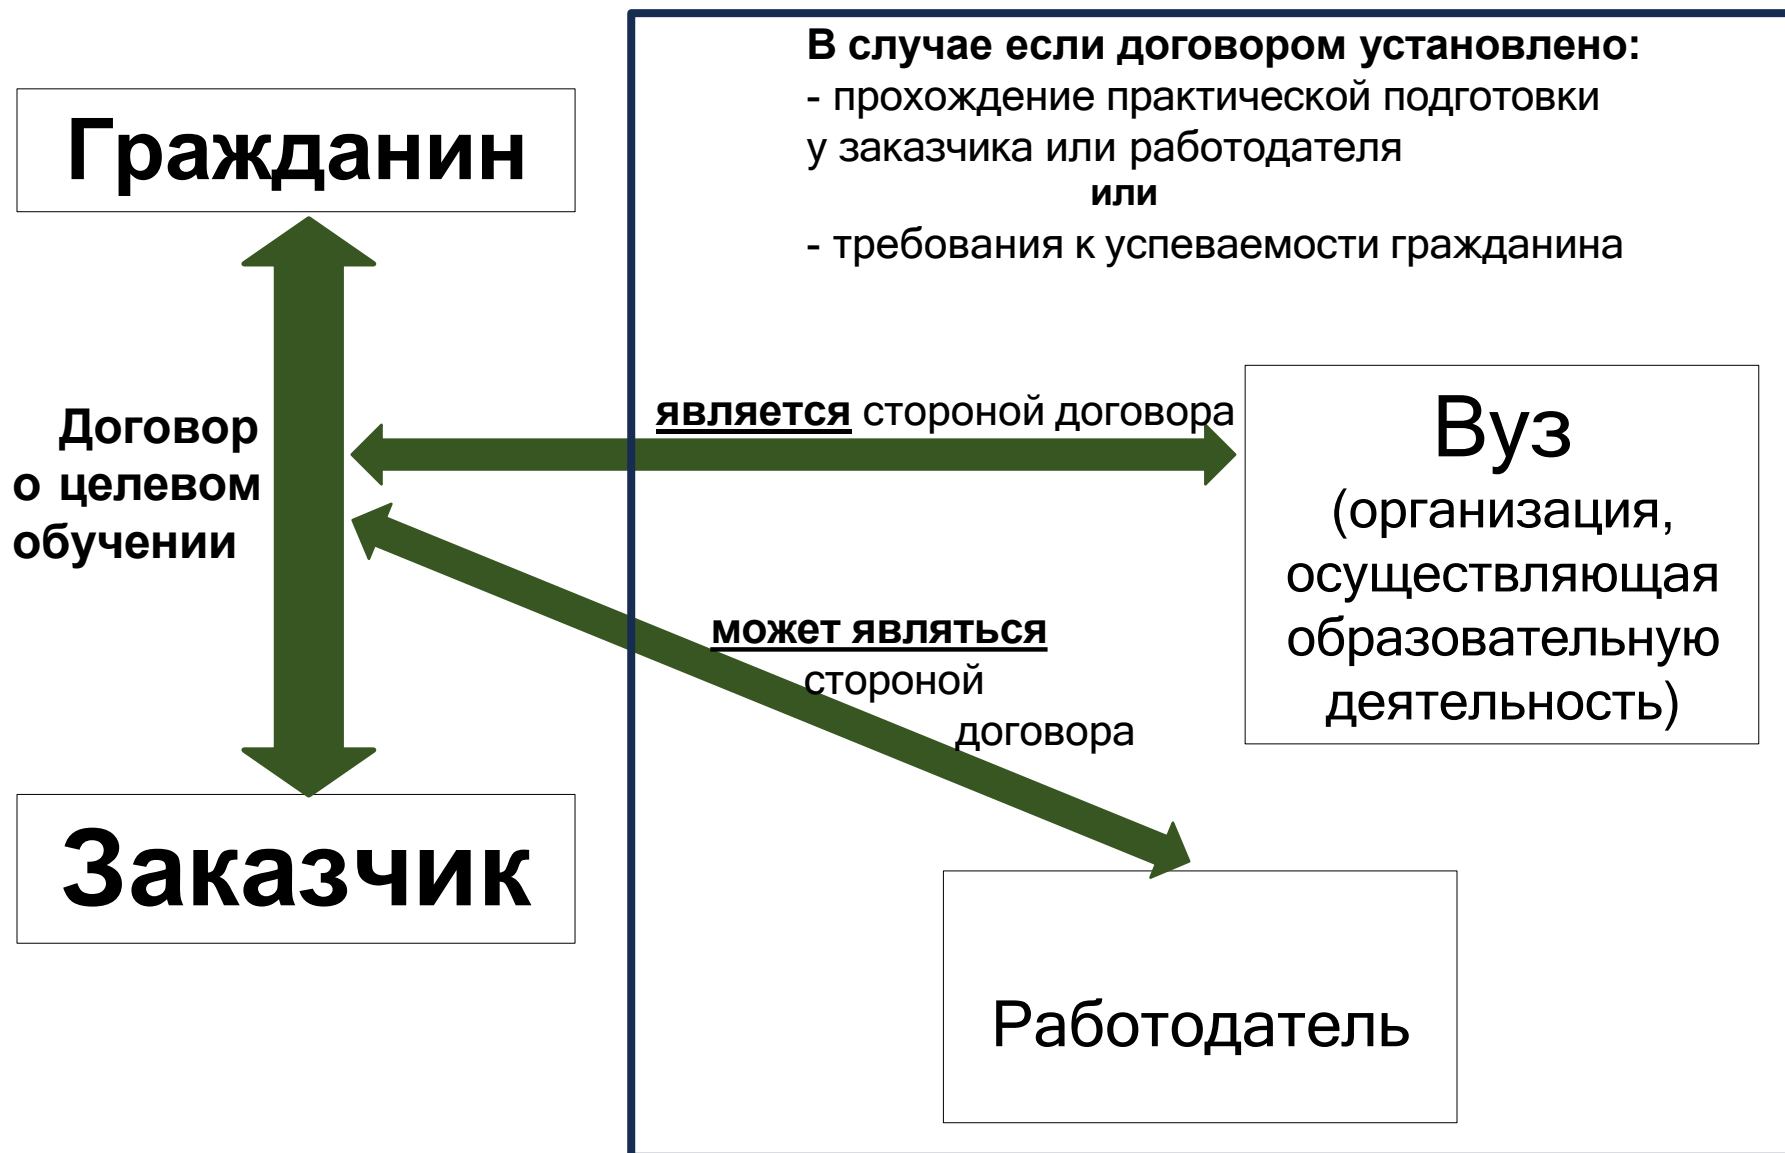 В случае если договором установлено:
- прохождение практической подготовки
у заказчика или работодателя
или
- требования к успеваемости гражданина
Гражданин
Договор
о целевом
обучении
Заказчик
является стороной договора
может являться
стороной
договора
Вуз
(организация,
осуществляющая
образовательную
деятельность)
Работодатель